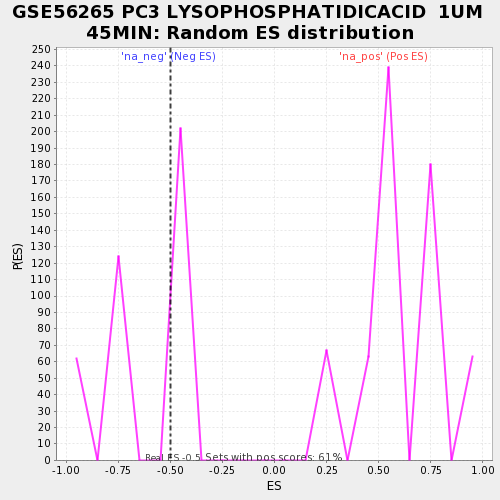 GSE56265 PC3 LYSOPHOSPHATIDICACID 1UM
45MIN: Random ES distribution
'na_neg' (Neg ES)
'na_pos' (Pos ES)
250
240
230
220
210
200
190
180
170
160
150
140
130
120
110
100
90
80
70
60
50
40
30
20
10
0
P(ES)
Real ES -0.5
Sets with pos scores: 61%
-1.00 -0.75 -0.50 -0.25 0.00 0.25 0.50 0.75 1.00
ES